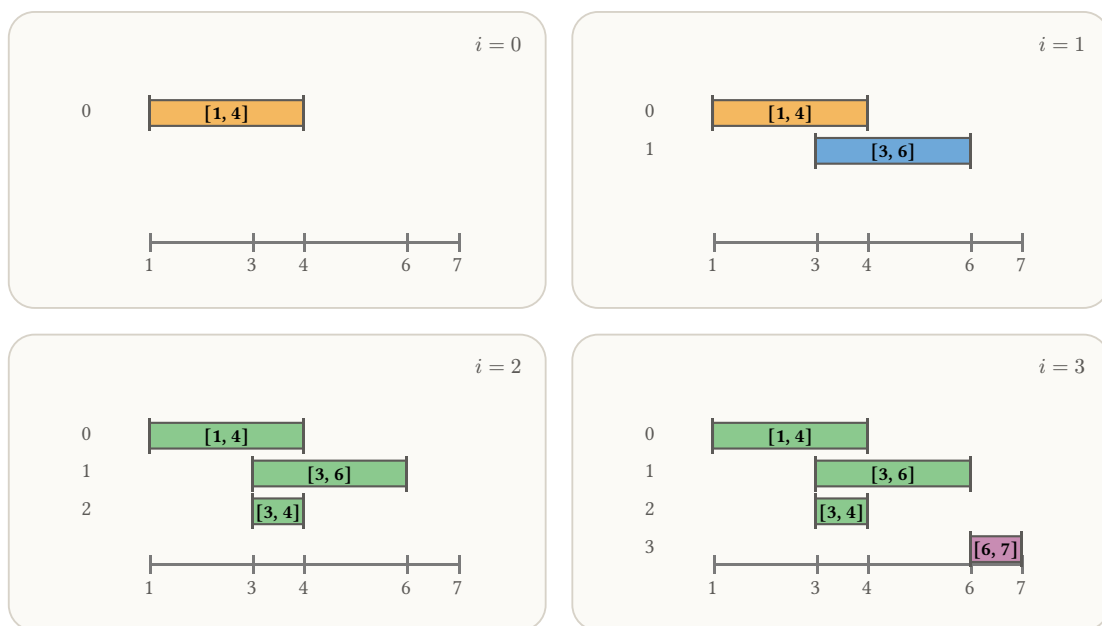 i = 0
0 [1, 4]
1 3 4 6 7
i = 1
0 [1, 4]
1 [3, 6]
1 3 4 6 7
i = 2
0 [1, 4]
1 [3, 6]
2 [3, 4]
1 3 4 6 7
i = 3
0 [1, 4]
1 [3, 6]
2 [3, 4]
3 [6, 7]
1 3 4 6 7